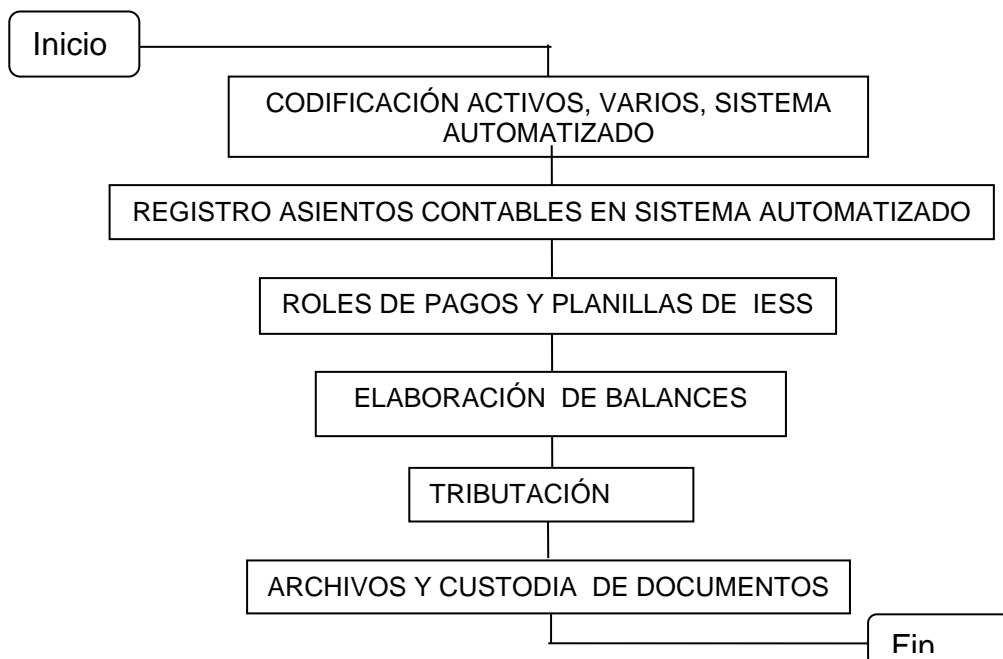 Inicio
CODIFICACIÓN ACTIVOS, VARIOS, SISTEMA
AUTOMATIZADO
REGISTRO ASIENTOS CONTABLES EN SISTEMA AUTOMATIZADO
ROLES DE PAGOS Y PLANILLAS DE IESS
ELABORACIÓN DE BALANCES
TRIBUTACIÓN
ARCHIVOS Y CUSTODIA DE DOCUMENTOS
Fin